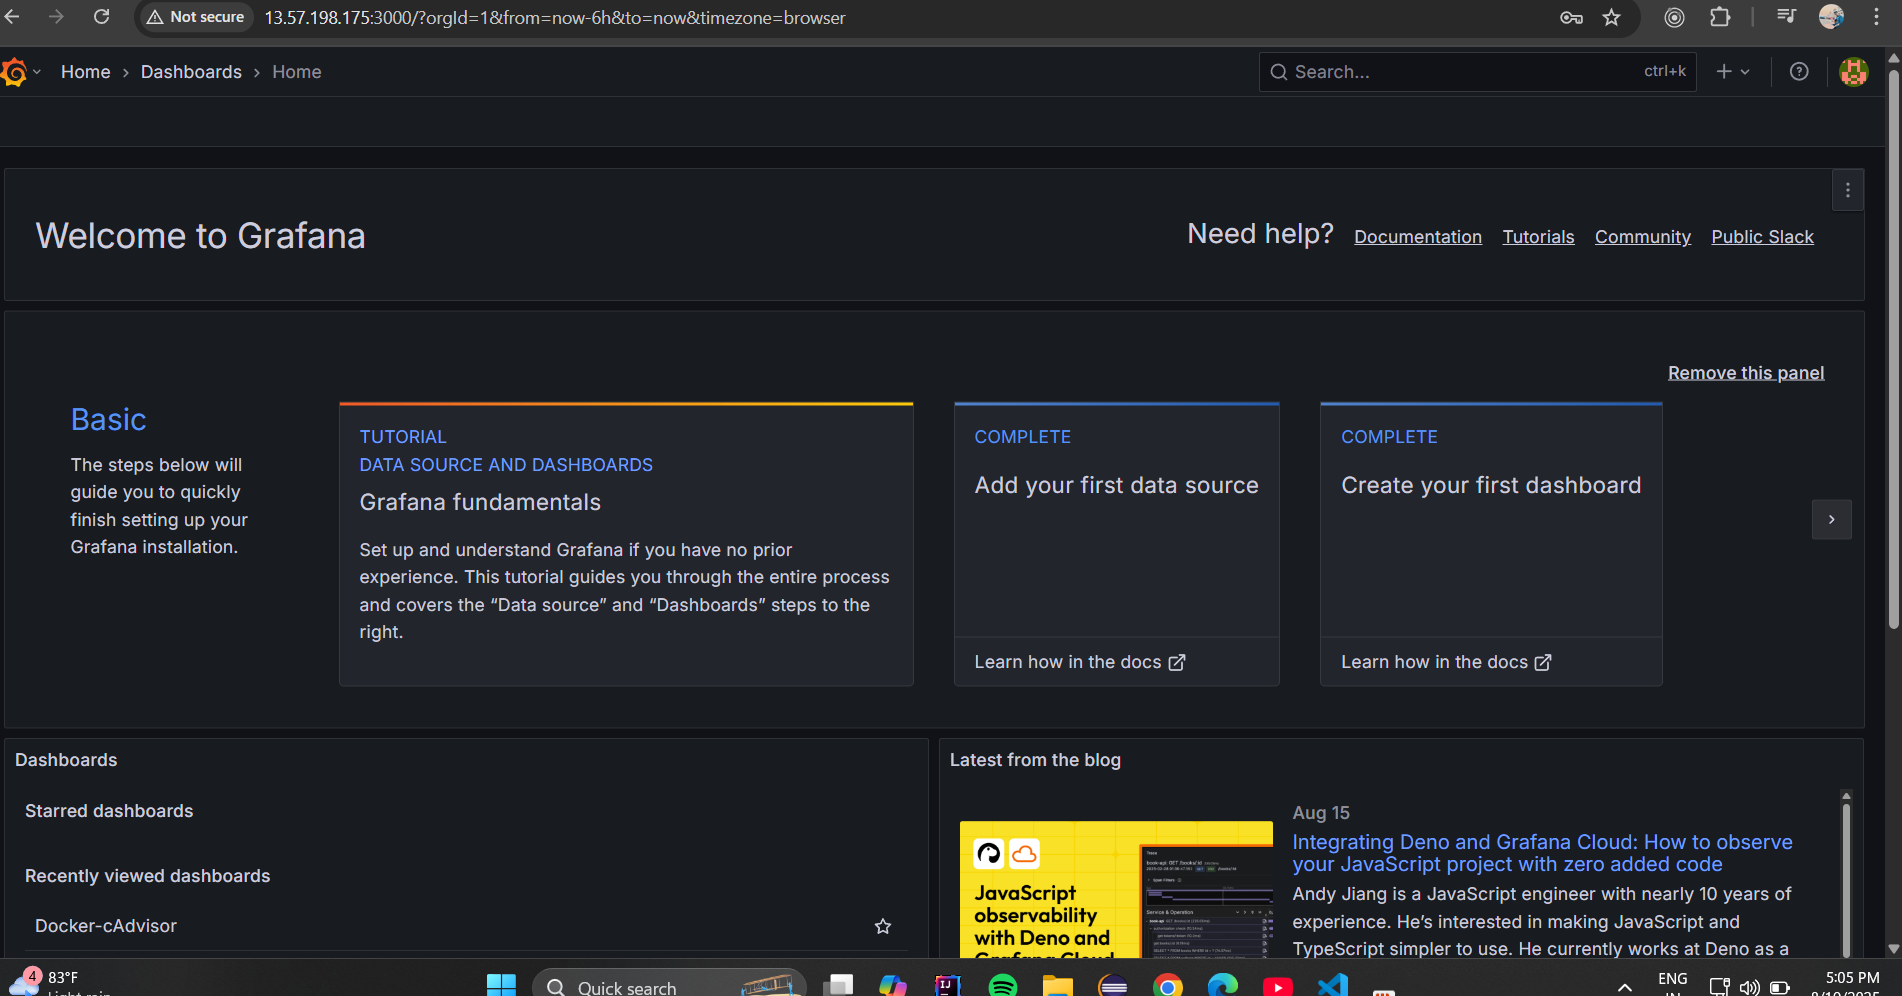 Not secure
13.57.198.175:3000/?orgId=1&from=now-6h&to=now&timezone=browser
Home › Dashboards › Home
Search...
ctrl+k
Welcome to Grafana
Need help?
Documentation
Tutorials
Community
Public Slack
Remove this panel
Basic
The steps below will
guide you to quickly
finish setting up your
Grafana installation.
TUTORIAL
DATA SOURCE AND DASHBOARDS
Grafana fundamentals
Set up and understand Grafana if you have no prior
experience. This tutorial guides you through the entire process
and covers the “Data source” and “Dashboards” steps to the
right.
COMPLETE
Add your first data source
Learn how in the docs
COMPLETE
Create your first dashboard
Learn how in the docs
Dashboards
Starred dashboards
Recently viewed dashboards
Docker-cAdvisor
Latest from the blog
JavaScript
observability
with Deno and
Grafana Cloud
Aug 15
Integrating Deno and Grafana Cloud: How to observe
your JavaScript project with zero added code
Andy Jiang is a JavaScript engineer with nearly 10 years of
experience. He’s interested in making JavaScript and
TypeScript simpler to use. He currently works at Deno as a
4
83°F
Light rain
Quick search
ENG
IN
5:05 PM